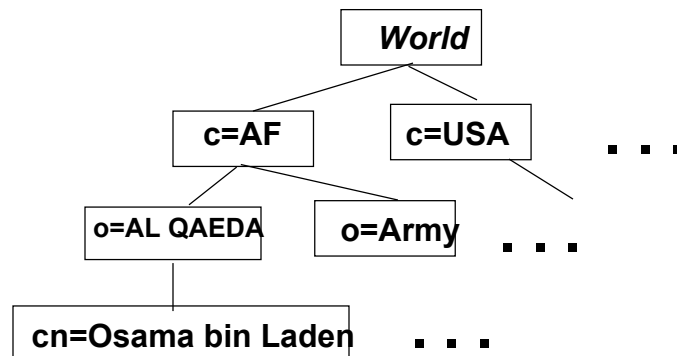 World
c=AF
c=USA
o=AL QAEDA
o=Army
cn=Osama bin Laden